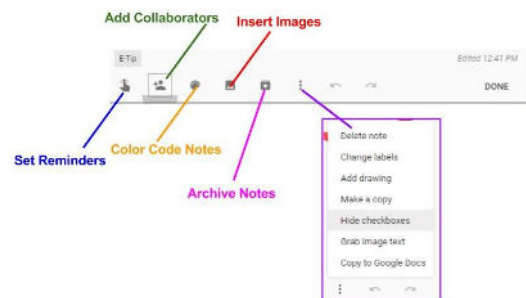 Add Collaborators
Insert Images
E-Tip
Edited 12:41 PM
DONE
Set Reminders
Color Code Notes
Archive Notes
Delete note
Change labels
Add drawing
Make a copy
Hide checkboxes
Grab image text
Copy to Google Docs